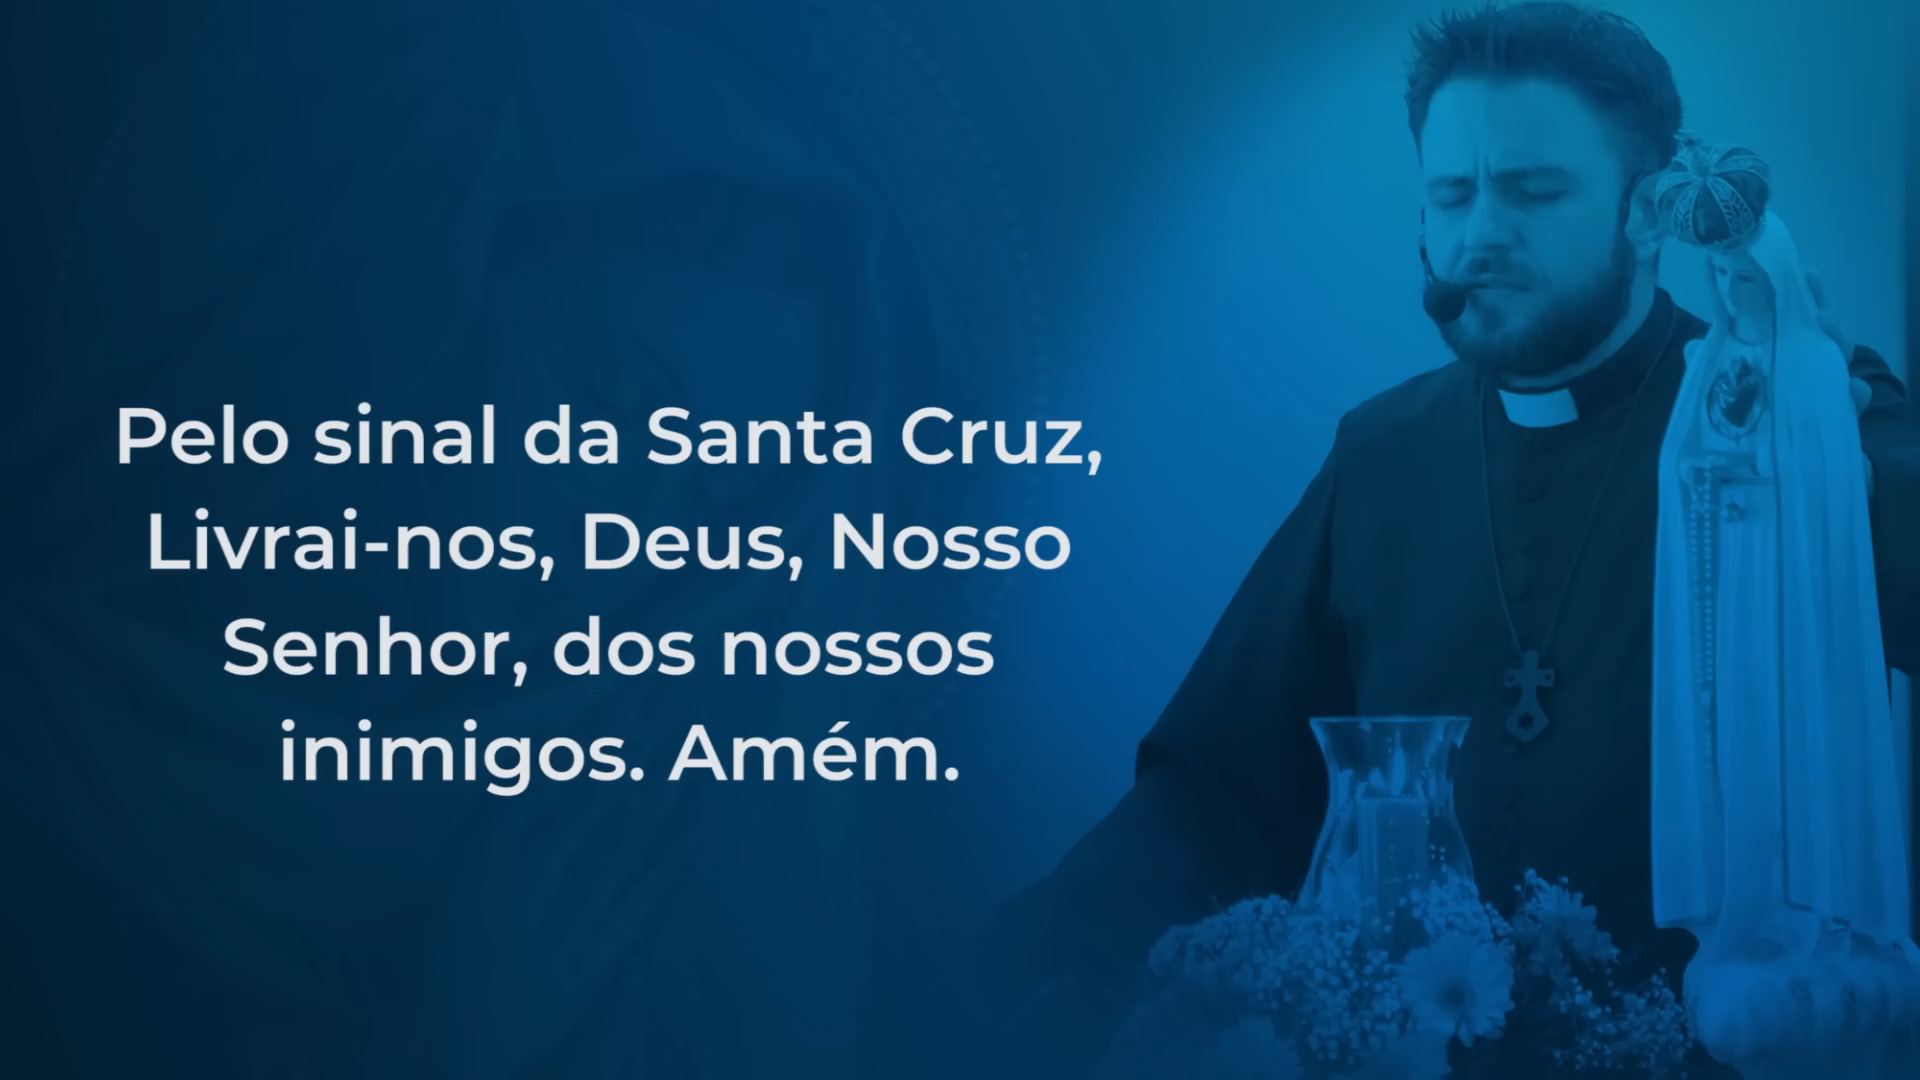 Pelo sinal da Santa Cruz,
Livrai-nos, Deus, Nosso
Senhor, dos nossos
inimigos. Amém.